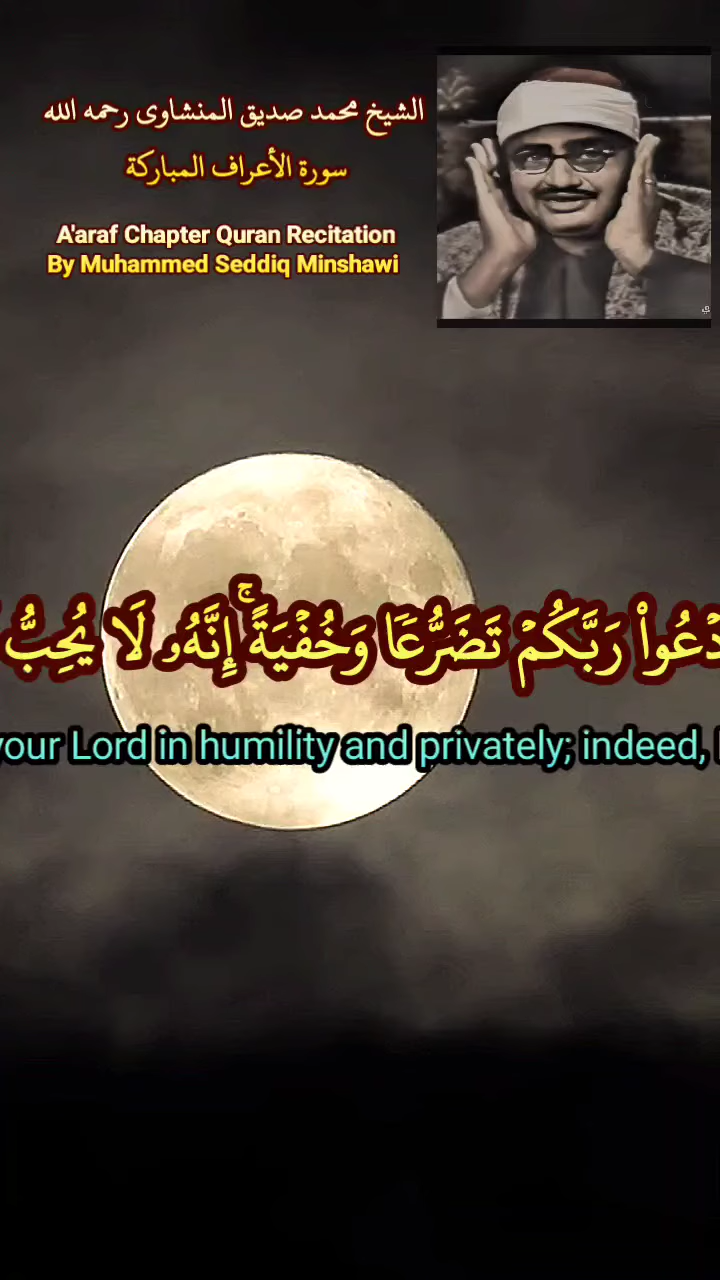 الشيخ محمد صديق المنشاوى رحمه الله
سورة الأعراف المباركة
A'araf Chapter Quran Recitation
By Muhammed Seddiq Minshawi
رَبَّكُمْ تَضَرُّعًا وَخُفْيَةً ۚ إِنَّهُۥ لَا يُحِبُّ
your Lord in humility and privately; indeed,